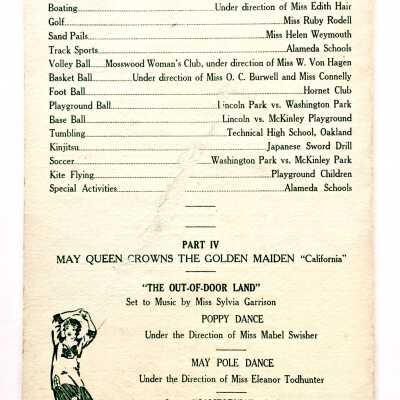 Boating Under direction of Miss Edith Hair
Golf Miss Ruby Rodell
Sand Pails Miss Helen Weymouth
Track Sports Alameda Schools
Volley Ball Mosswood Woman's Club, under direction of Miss W. Von Hagen
Basket Ball Under direction of Miss O. C. Burwell and Miss Connelly
Foot Ball Hornet Club
Playground Ball Lincoln Park vs. Washington Park
Base Ball Lincoln vs. McKinley Playground
Tumbling Technical High School, Oakland
Kinjitsu Japanese Sword Drill
Soccer Washington Park vs. McKinley Park
Kite Flying Playground Children
Special Activities Alameda Schools
PART IV
MAY QUEEN CROWNS THE GOLDEN MAIDEN "California"
"THE OUT-OF-DOOR LAND"
Set to Music by Miss Sylvia Garrison
POPPY DANCE
Under the Direction of Miss Mabel Swisher
MAY POLE DANCE
Under the Direction of Miss Eleanor Todhunter